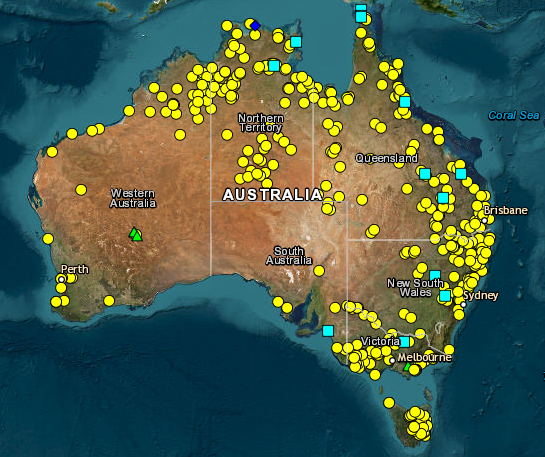 Coral Sea
Northern
Territory
Queensland
Western
Australia
AUSTRALIA
Brisbane
South
Australia
Perth
New South
Wales
Sydney
Victoria
Melbourne